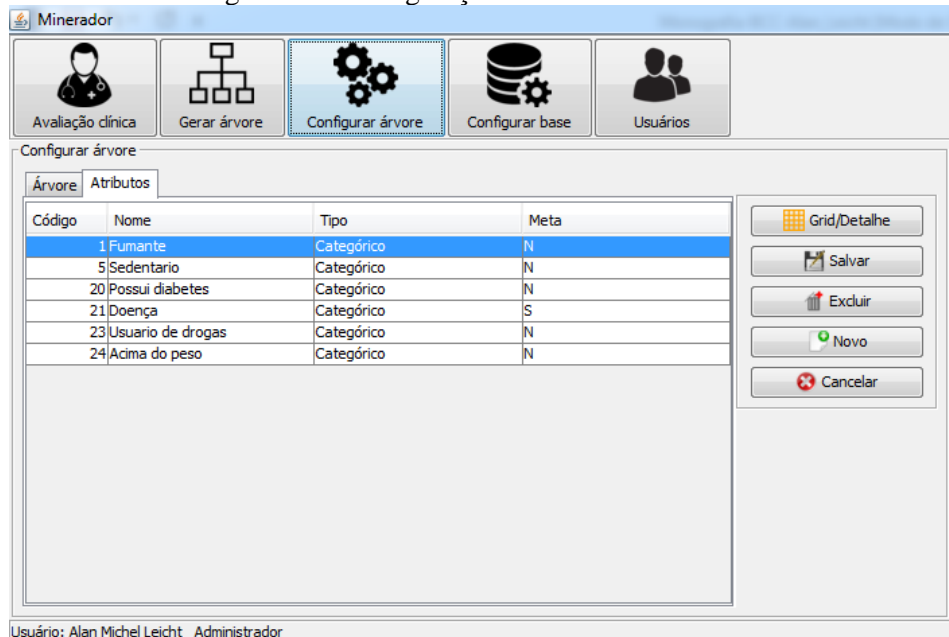 Minerador
Avaliação clínica Gerar árvore Configurar árvore Configurar base Usuários
Configurar árvore
Árvore Atributos
Código Nome Tipo Meta
1 Fumante Categórico N
5 Sedentario Categórico N
20 Possui diabetes Categórico N
21 Doença Categórico S
23 Usuario de drogas Categórico N
24 Acima do peso Categórico N
Grid/Detalhe
Salvar
Excluir
Novo
Cancelar
Usuário: Alan Michel Leicht Administrador